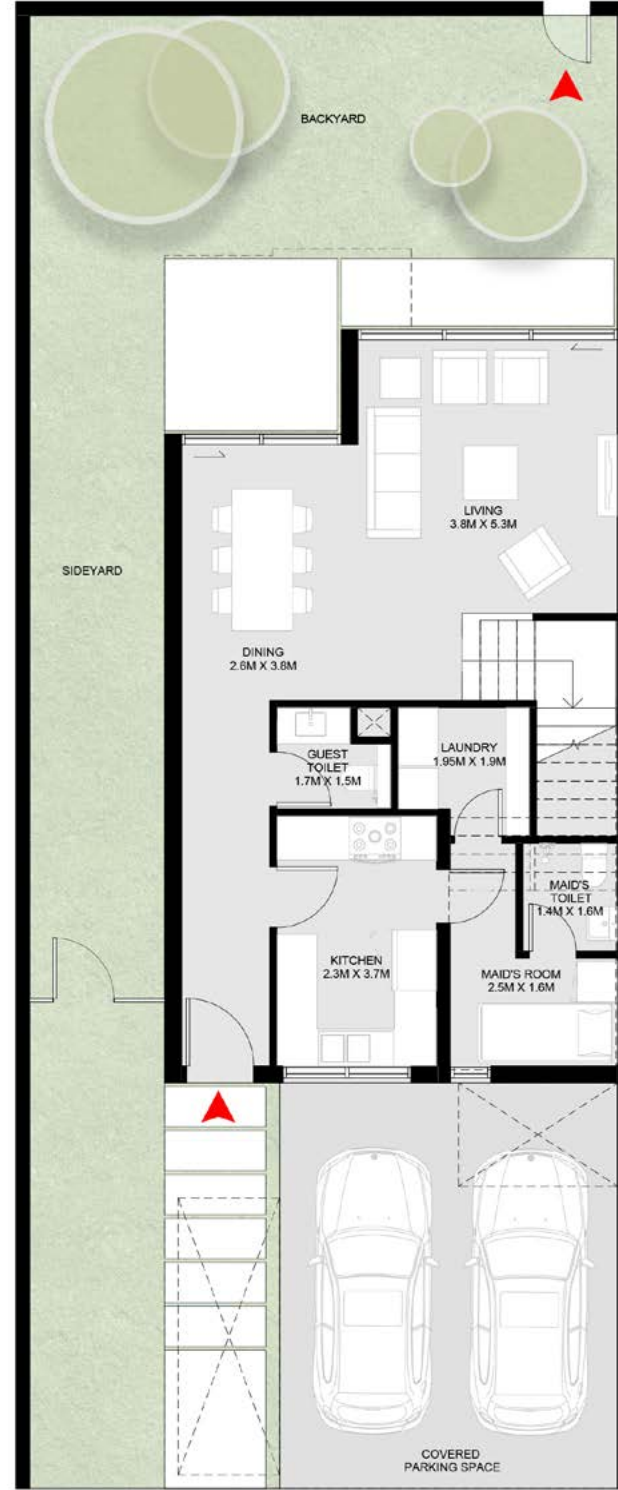 BACKYARD
LIVING
3.8M X 5.3M
SIDEYARD
DINING
2.6M X 3.8M
GUEST
TOILET
1.7M X 1.5M
LAUNDRY
1.95M X 1.9M
MAID'S
TOILET
1.4M X 1.6M
KITCHEN
2.3M X 3.7M
MAID'S ROOM
2.5M X 1.6M
COVERED
PARKING SPACE